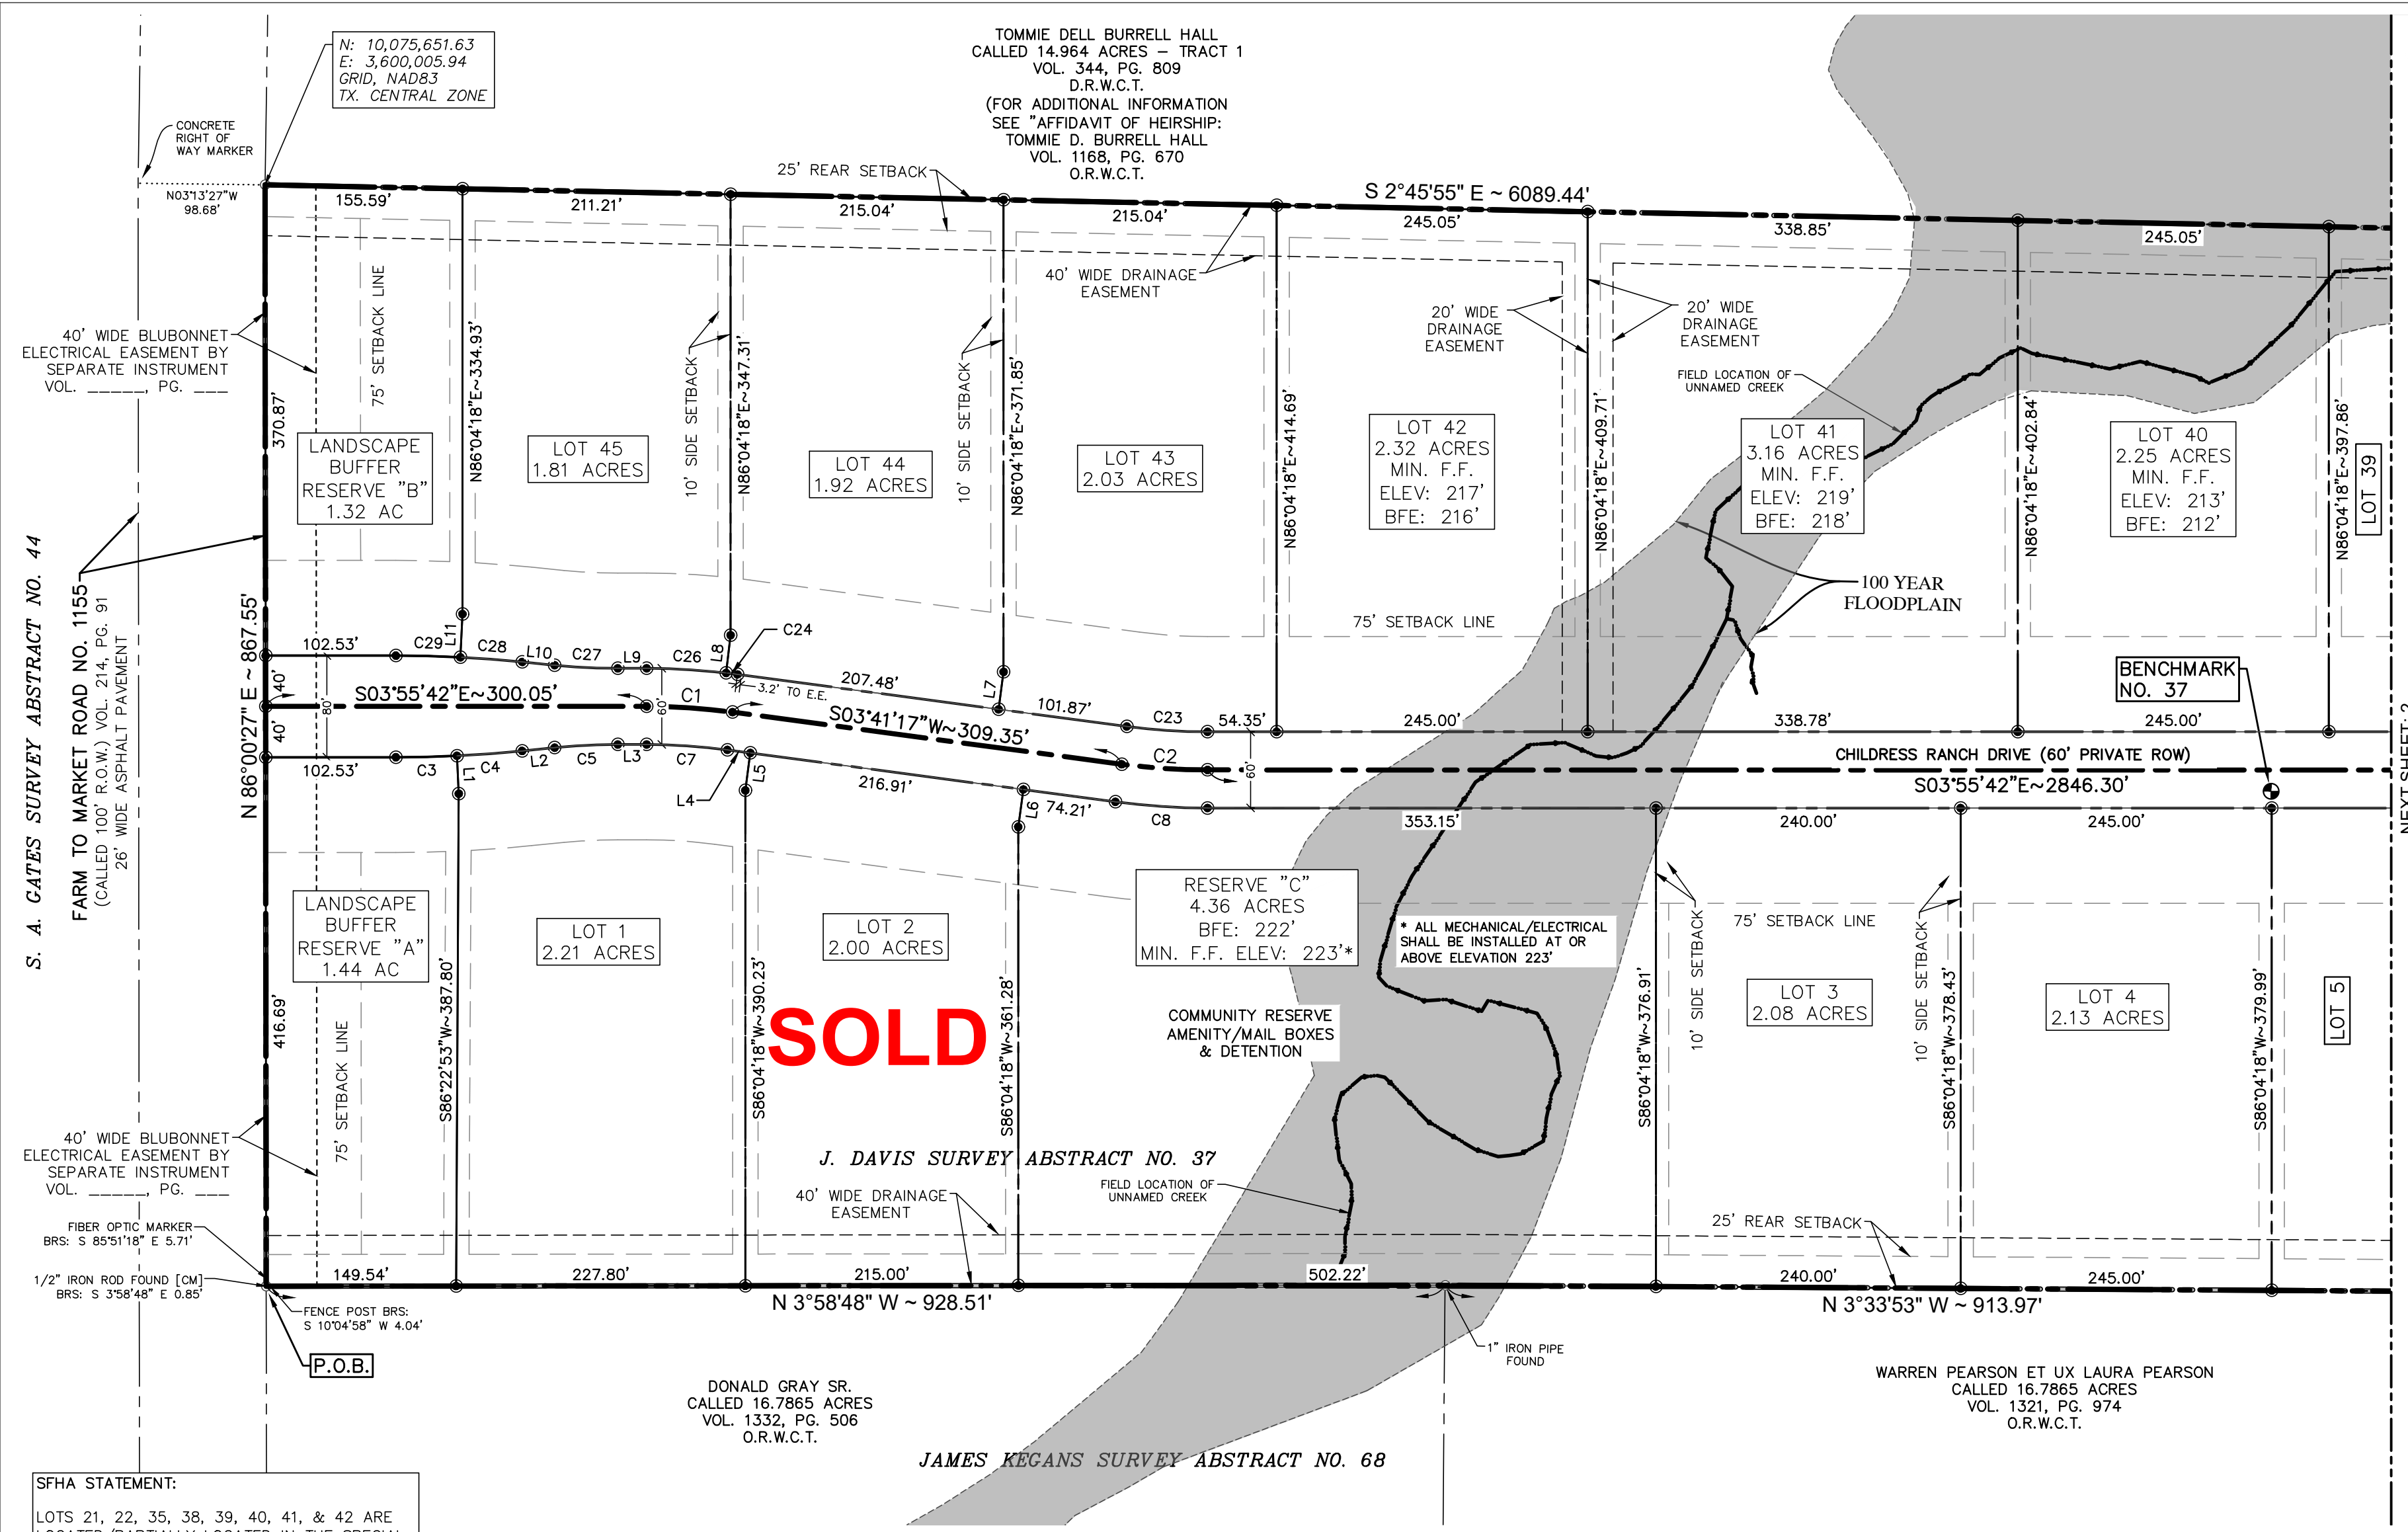 N: 10,075,651.63
E: 3,600,005.94
GRID, NAD83
TX. CENTRAL ZONE
TOMMIE DELL BURRELL HALL
CALLED 14.964 ACRES – TRACT 1
VOL. 344, PG. 809
D.R.W.C.T.
(FOR ADDITIONAL INFORMATION
SEE "AFFIDAVIT OF HEIRSHIP:
TOMMIE D. BURRELL HALL
VOL. 1168, PG. 670
O.R.W.C.T.
CONCRETE
RIGHT OF
WAY MARKER
N03°13'27"W
98.68'
25' REAR SETBACK
S 2°45'55" E ~ 6089.44'
155.59'
211.21'
215.04'
215.04'
245.05'
338.85'
245.05'
40' WIDE DRAINAGE
EASEMENT
20' WIDE
DRAINAGE
EASEMENT
20' WIDE
DRAINAGE
EASEMENT
40' WIDE BLUBONNET
ELECTRICAL EASEMENT BY
SEPARATE INSTRUMENT
VOL. _____, PG. ___
370.87'
75' SETBACK LINE
N86°04'18"E~334.93'
10' SIDE SETBACK
N86°04'18"E~347.31'
10' SIDE SETBACK
N86°04'18"E~371.85'
N86°04'18"E~414.69'
N86°04'18"E~409.71'
N86°04'18"E~402.84'
N86°04'18"E~397.86'
FIELD LOCATION OF
UNNAMED CREEK
LANDSCAPE
BUFFER
RESERVE "B"
1.32 AC
LOT 45
1.81 ACRES
LOT 44
1.92 ACRES
LOT 43
2.03 ACRES
LOT 42
2.32 ACRES
MIN. F.F.
ELEV: 217'
BFE: 216'
LOT 41
3.16 ACRES
MIN. F.F.
ELEV: 219'
BFE: 218'
LOT 40
2.25 ACRES
MIN. F.F.
ELEV: 213'
BFE: 212'
LOT 39
100 YEAR
FLOODPLAIN
75' SETBACK LINE
S. A. GATES SURVEY ABSTRACT NO. 44
FARM TO MARKET ROAD NO. 1155
(CALLED 100' R.O.W.) VOL. 214, PG. 91
26' WIDE ASPHALT PAVEMENT
N 86°00'27" E ~ 867.55'
102.53'
C29
L11
C28
L10
C27
L9
C26
L8
C24
3.2' TO E.E.
207.48'
L7
101.87'
C23
54.35'
245.00'
338.78'
245.00'
BENCHMARK
NO. 37
40'
40'
80'
S03°55'42"E~300.05'
60'
C1
S03°41'17"W~309.35'
C2
60'
CHILDRESS RANCH DRIVE (60' PRIVATE ROW)
S03°55'42"E~2846.30'
NEXT SHEET: 2
102.53'
C3
L1
C4
L2
C5
L3
C7
L4
L5
216.91'
L6
74.21'
C8
353.15'
240.00'
245.00'
LANDSCAPE
BUFFER
RESERVE "A"
1.44 AC
LOT 1
2.21 ACRES
LOT 2
2.00 ACRES
RESERVE "C"
4.36 ACRES
BFE: 222'
MIN. F.F. ELEV: 223'*
* ALL MECHANICAL/ELECTRICAL
SHALL BE INSTALLED AT OR
ABOVE ELEVATION 223'
75' SETBACK LINE
LOT 3
2.08 ACRES
LOT 4
2.13 ACRES
LOT 5
SOLD
COMMUNITY RESERVE
AMENITY/MAIL BOXES
& DETENTION
416.69'
75' SETBACK LINE
S86°22'53"W~387.80'
S86°04'18"W~390.23'
S86°04'18"W~361.28'
S86°04'18"W~376.91'
10' SIDE SETBACK
10' SIDE SETBACK
S86°04'18"W~378.43'
S86°04'18"W~379.99'
40' WIDE BLUBONNET
ELECTRICAL EASEMENT BY
SEPARATE INSTRUMENT
VOL. _____, PG. ___
J. DAVIS SURVEY ABSTRACT NO. 37
40' WIDE DRAINAGE
EASEMENT
FIELD LOCATION OF
UNNAMED CREEK
25' REAR SETBACK
FIBER OPTIC MARKER
BRS: S 85°51'18" E 5.71'
1/2" IRON ROD FOUND [CM]
BRS: S 3°58'48" E 0.85'
149.54'
227.80'
215.00'
502.22'
240.00'
245.00'
FENCE POST BRS:
S 10°04'58" W 4.04'
N 3°58'48" W ~ 928.51'
N 3°33'53" W ~ 913.97'
P.O.B.
1" IRON PIPE
FOUND
DONALD GRAY SR.
CALLED 16.7865 ACRES
VOL. 1332, PG. 506
O.R.W.C.T.
WARREN PEARSON ET UX LAURA PEARSON
CALLED 16.7865 ACRES
VOL. 1321, PG. 974
O.R.W.C.T.
JAMES KEGANS SURVEY ABSTRACT NO. 68
SFHA STATEMENT:
LOTS 21, 22, 35, 38, 39, 40, 41, & 42 ARE
LOCATED/PARTIALLY LOCATED IN THE SPECIAL